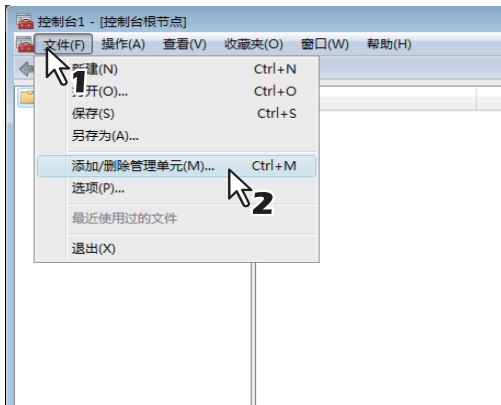 控制台1 - [控制台根节点]
文件(F) 操作(A) 查看(V) 收藏夹(O) 窗口(W) 帮助(H)
建(N) Ctrl+N
1
开(O)... Ctrl+O
保存(S) Ctrl+S
另存为(A)...
添加/删除管理单元(M)... Ctrl+M
选项(P)...
2
最近使用过的文件
退出(X)